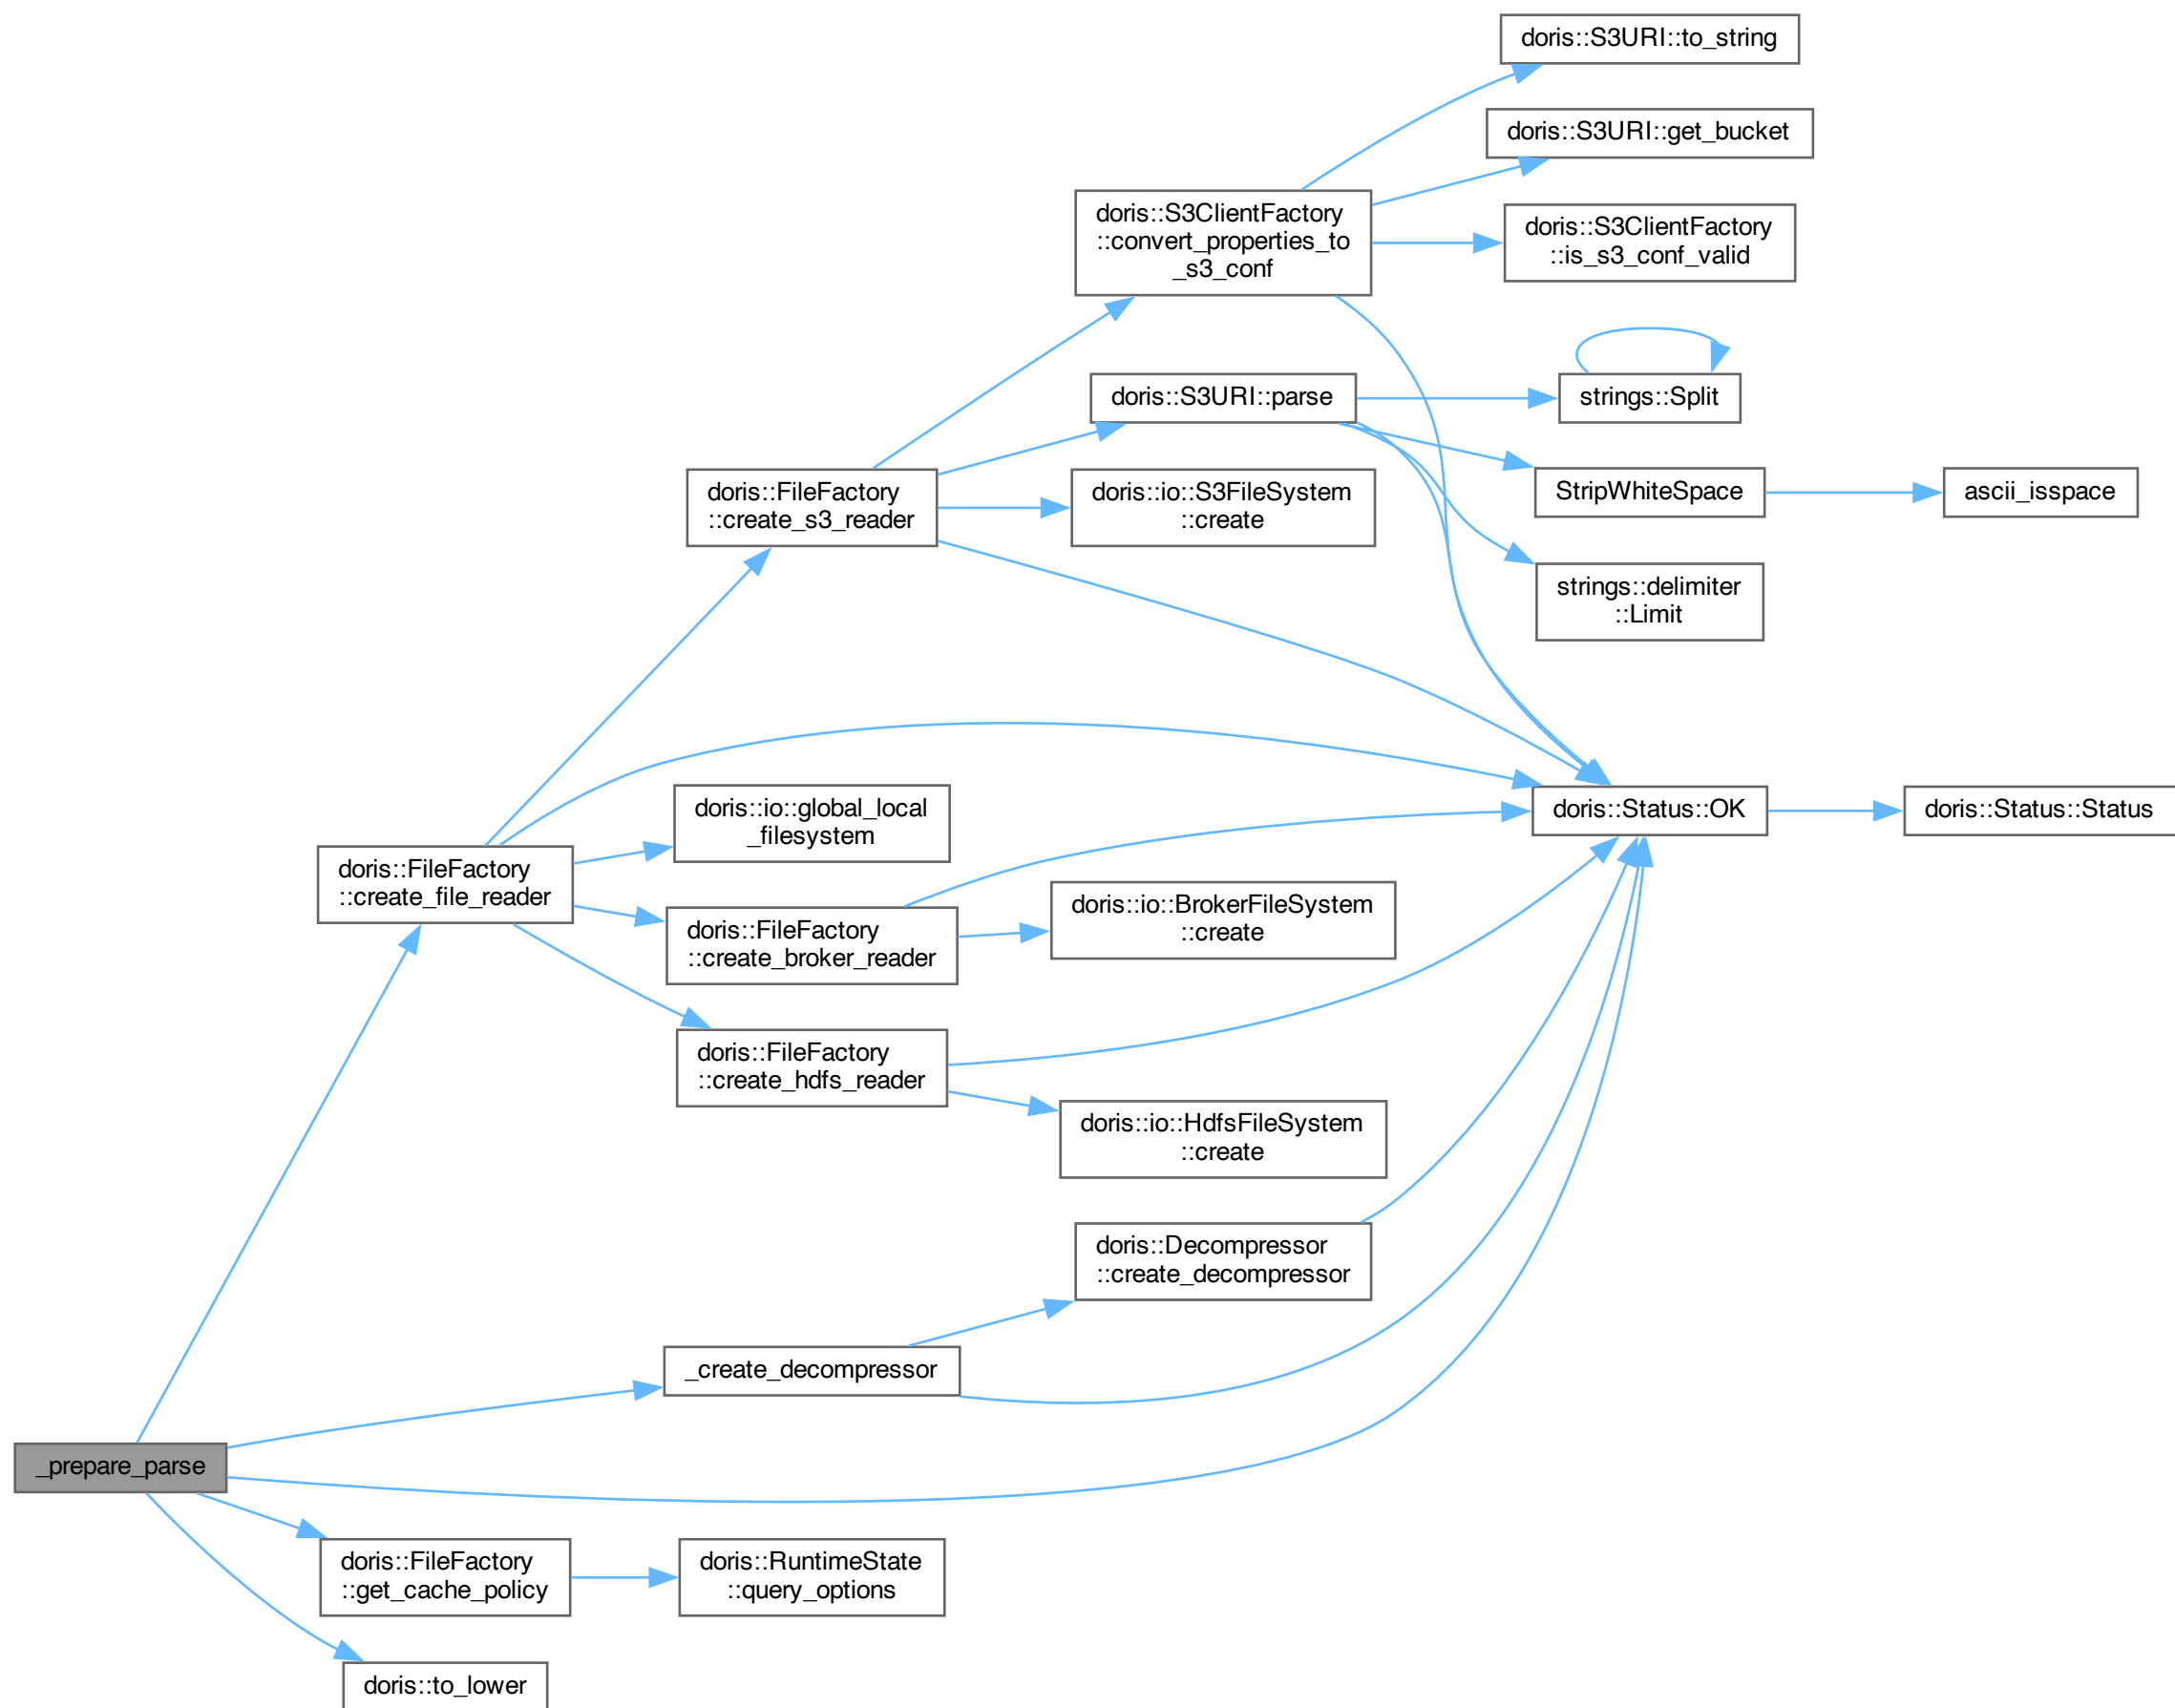 doris::S3URI::to_string
doris::S3URI::get_bucket
doris::S3ClientFactory
::convert_properties_to
_s3_conf
doris::S3ClientFactory
::is_s3_conf_valid
doris::S3URI::parse
strings::Split
doris::FileFactory
::create_s3_reader
doris::io::S3FileSystem
::create
StripWhiteSpace
ascii_isspace
strings::delimiter
::Limit
doris::io::global_local
_filesystem
doris::Status::OK
doris::Status::Status
doris::FileFactory
::create_file_reader
doris::FileFactory
::create_broker_reader
doris::io::BrokerFileSystem
::create
doris::FileFactory
::create_hdfs_reader
doris::io::HdfsFileSystem
::create
doris::Decompressor
::create_decompressor
_create_decompressor
_prepare_parse
doris::FileFactory
::get_cache_policy
doris::RuntimeState
::query_options
doris::to_lower